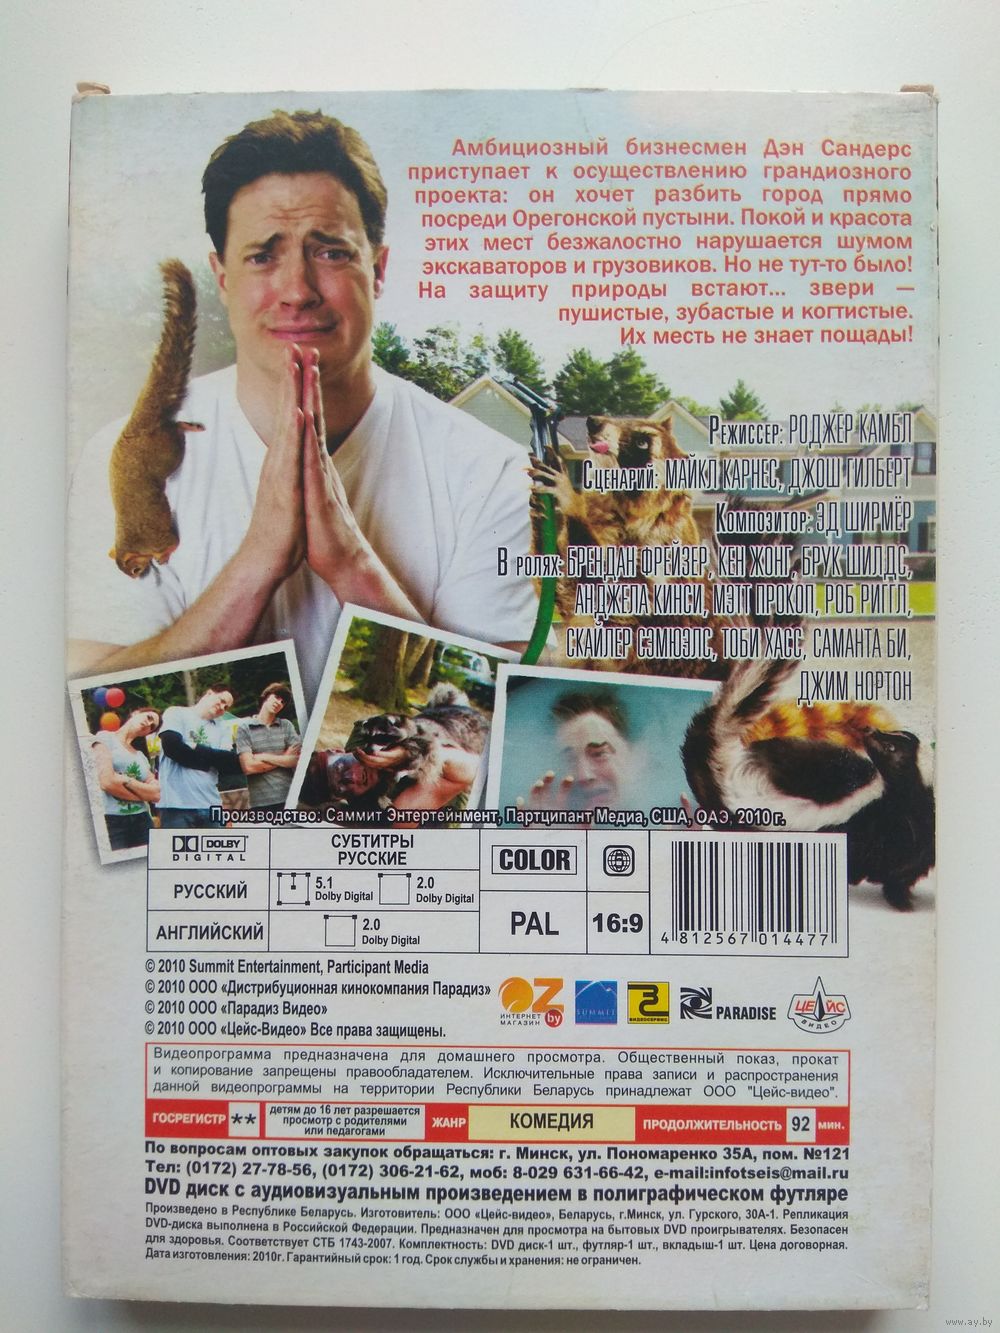 Амбициозный бизнесмен Дэн Сандерс
приступает к осуществлению грандиозного
проекта: он хочет разбить город прямо
посреди Орегонской пустыни. Покой и красота
этих мест безжалостно нарушается шумом
экскаваторов и грузовиков. Но не тут-то было!
На защиту природы встают... звери —
пушистые, зубастые и когтистые.
Их месть не знает пощады!
Режиссер: РОДЖЕР КАМБЛ
Сценарий: МАЙКЛ КАРНЕС, ДЖОШ ГИЛБЕРТ
Композитор: ЭД ШИРМЁР
В ролях: БРЕНДАН ФРЕЙЗЕР, КЕН ЖОНГ, БРУК ШИЛДС,
АНДЖЕЛА КИНСИ, МЭТТ ПРОКОП, РОБ РИГГЛ,
СКАЙЛЕР СЭМЮЭЛС, ТОБИ ХАСС, САМАНТА БИ,
ДЖИМ НОРТОН
Производство: Саммит Энтертейнмент, Партципант Медиа, США, ОАЭ, 2010 г.
DOLBY
DIGITAL
СУБТИТРЫ
РУССКИЕ
РУССКИЙ
5.1
Dolby Digital
2.0
Dolby Digital
АНГЛИЙСКИЙ
2.0
Dolby Digital
COLOR
PAL
16:9
4 812567 014477
© 2010 Summit Entertainment, Participant Media
© 2010 ООО «Дистрибуционная кинокомпания Парадиз»
© 2010 ООО «Парадиз Видео»
© 2010 ООО «Цейс-Видео» Все права защищены.
OZ
ИНТЕРНЕТ
МАГАЗИН
by
SUMMIT
ВИДЕОСЕРВИС
PARADISE
ЦЕЙС
ВИДЕО
Видеопрограмма предназначена для домашнего просмотра. Общественный показ, прокат
и копирование запрещены правообладателем. Исключительные права записи и распространения
данной видеопрограммы на территории Республики Беларусь принадлежат ООО "Цейс-видео".
ГОСРЕГИСТР **
детям до 16 лет разрешается
просмотр с родителями
или педагогами
ЖАНР
КОМЕДИЯ
ПРОДОЛЖИТЕЛЬНОСТЬ 92 мин.
По вопросам оптовых закупок обращаться: г. Минск, ул. Пономаренко 35А, пом. №121
Тел: (0172) 27-78-56, (0172) 306-21-62, моб: 8-029 631-66-42, e-mail:infotseis@mail.ru
DVD диск с аудиовизуальным произведением в полиграфическом футляре
Произведено в Республике Беларусь. Изготовитель: ООО «Цейс-видео», Беларусь, г.Минск, ул. Гурского, 30А-1. Репликация
DVD-диска выполнена в Российской Федерации. Предназначен для просмотра на бытовых DVD проигрывателях. Безопасен
для здоровья. Соответствует СТБ 1743-2007. Комплектность: DVD диск-1 шт., футляр-1 шт., вкладыш-1 шт. Цена договорная.
Дата изготовления: 2010г. Гарантийный срок: 1 год. Срок службы и хранения: не ограничен.
www.ay.by